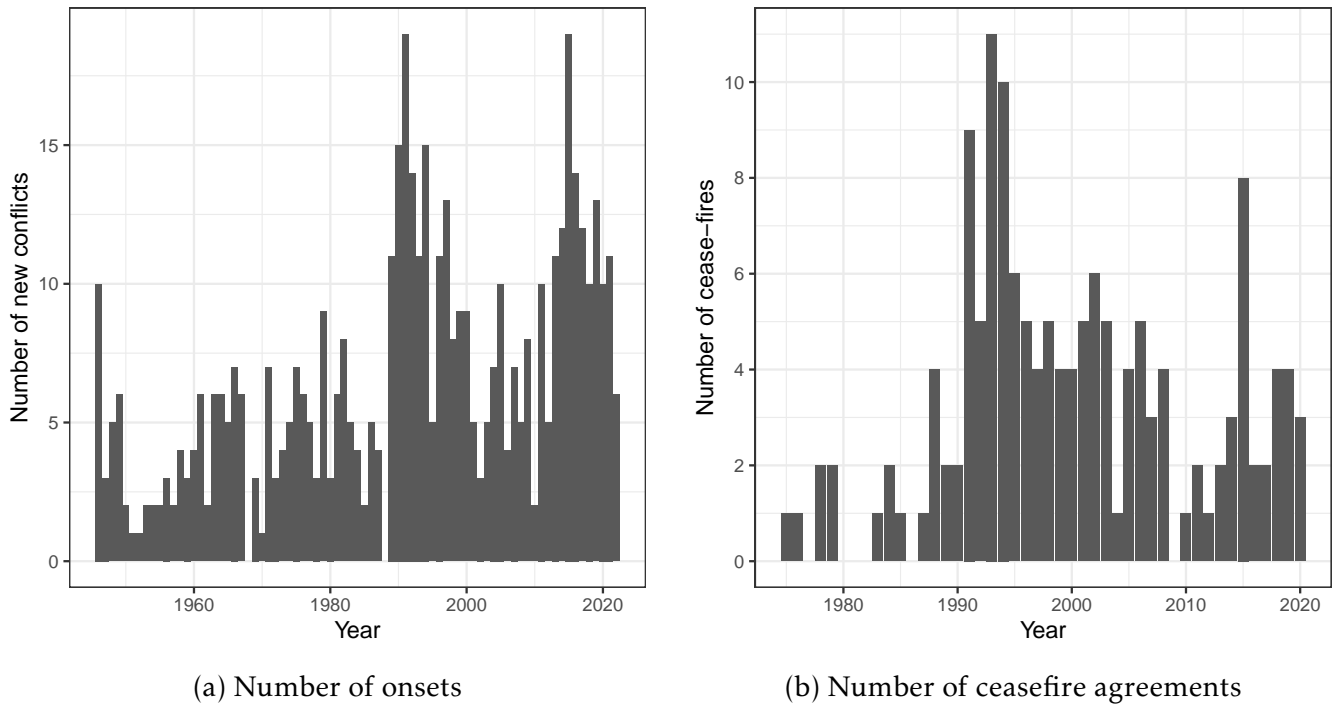 Number of new conflicts
15
10
5
0
1960 1980 2000 2020
Year
(a) Number of onsets
Number of cease−fires
10
8
6
4
2
0
1980 1990 2000 2010 2020
Year
(b) Number of ceasefire agreements